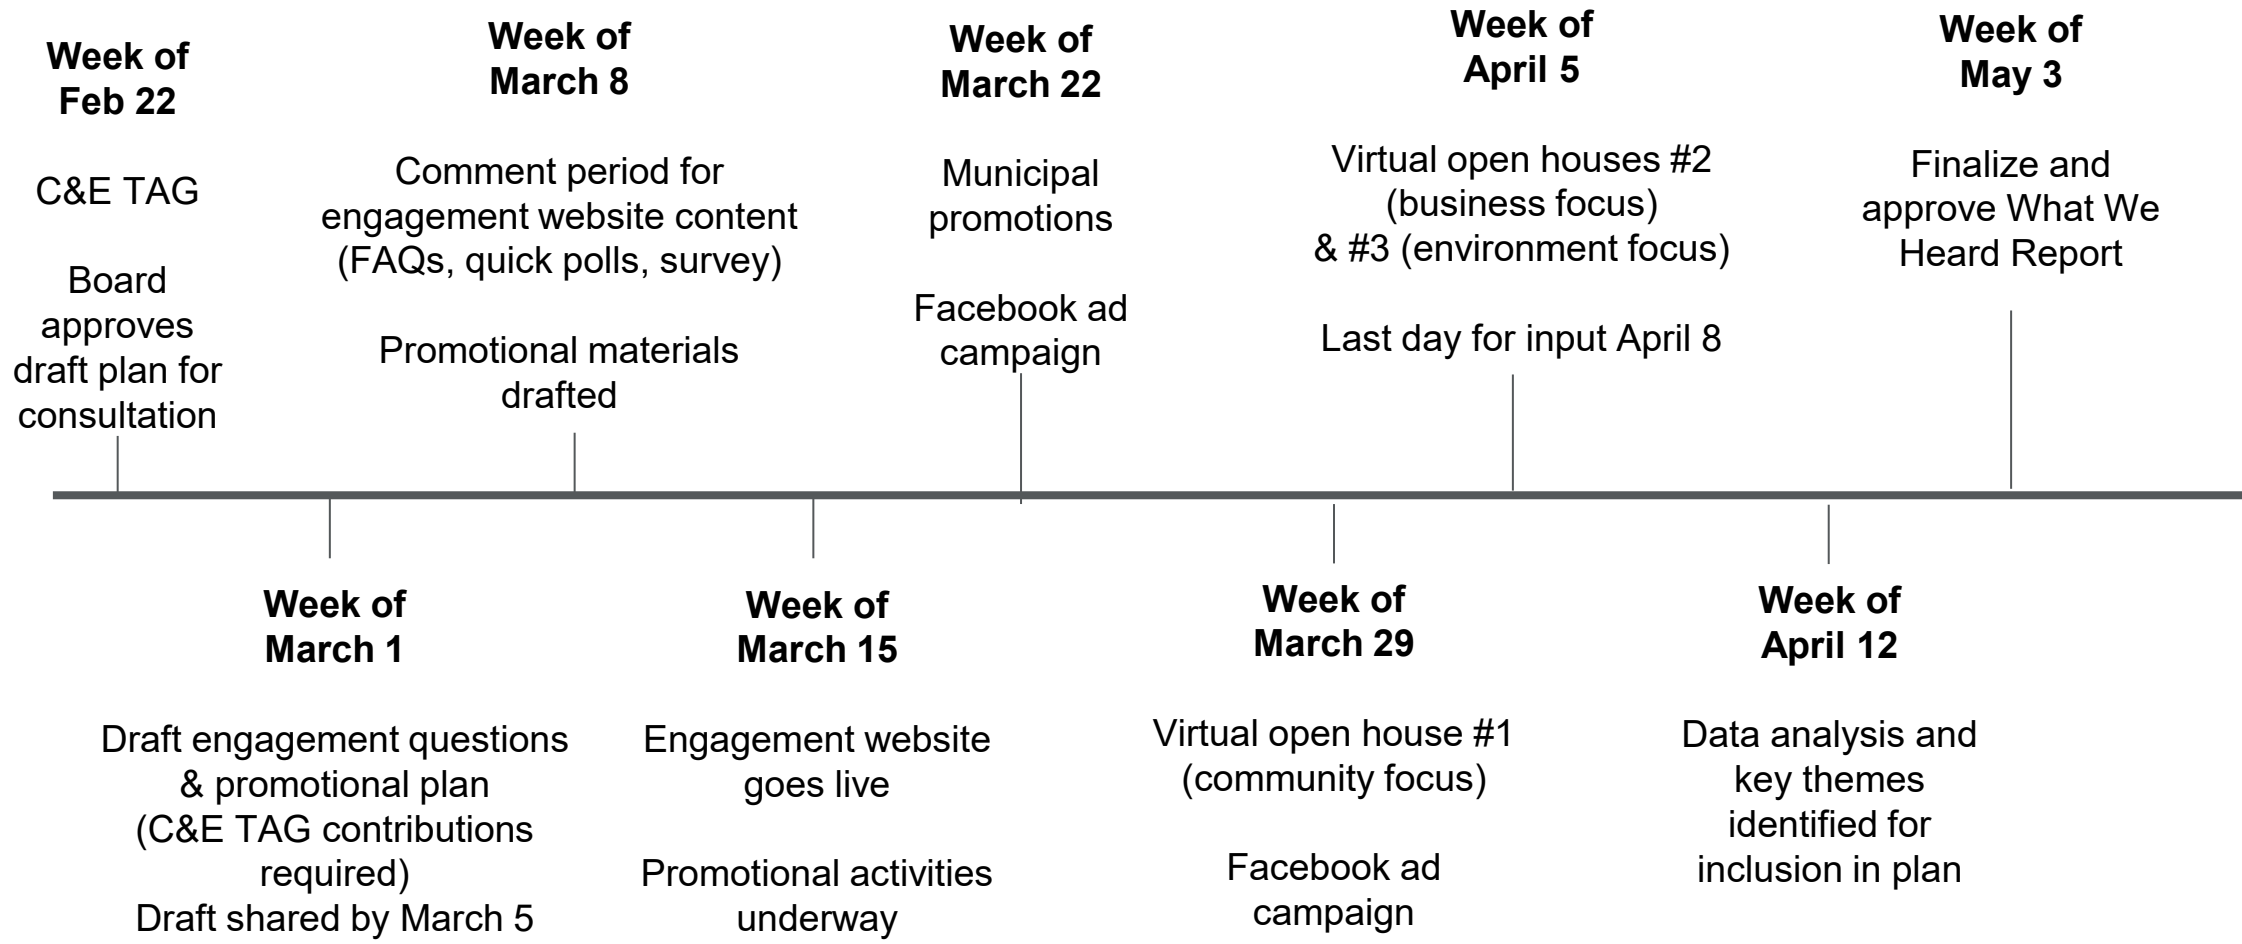 Week of
Feb 22
C&E TAG
Board
approves
draft plan for
consultation
Week of
March 8
Comment period for
engagement website content
(FAQs, quick polls, survey)
Promotional materials
drafted
Week of
March 22
Municipal
promotions
Facebook ad
campaign
Week of
April 5
Virtual open houses #2
(business focus)
& #3 (environment focus)
Last day for input April 8
Week of
May 3
Finalize and
approve What We
Heard Report
Week of
March 1
Draft engagement questions
& promotional plan
(C&E TAG contributions
required)
Draft shared by March 5
Week of
March 15
Engagement website
goes live
Promotional activities
underway
Week of
March 29
Virtual open house #1
(community focus)
Facebook ad
campaign
Week of
April 12
Data analysis and
key themes
identified for
inclusion in plan